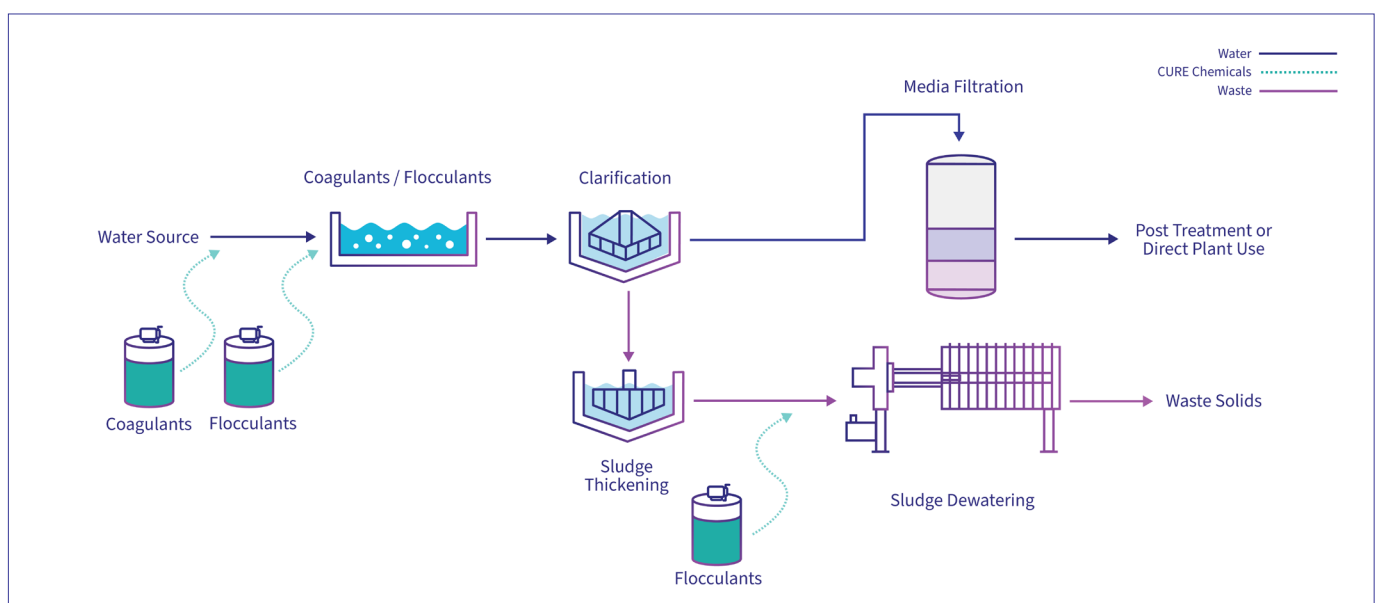 Water
CURE Chemicals
Waste
Media Filtration
Coagulants / Flocculants
Clarification
Water Source
Post Treatment or
Direct Plant Use
Coagulants
Flocculants
Waste Solids
Sludge
Thickening
Sludge Dewatering
Flocculants